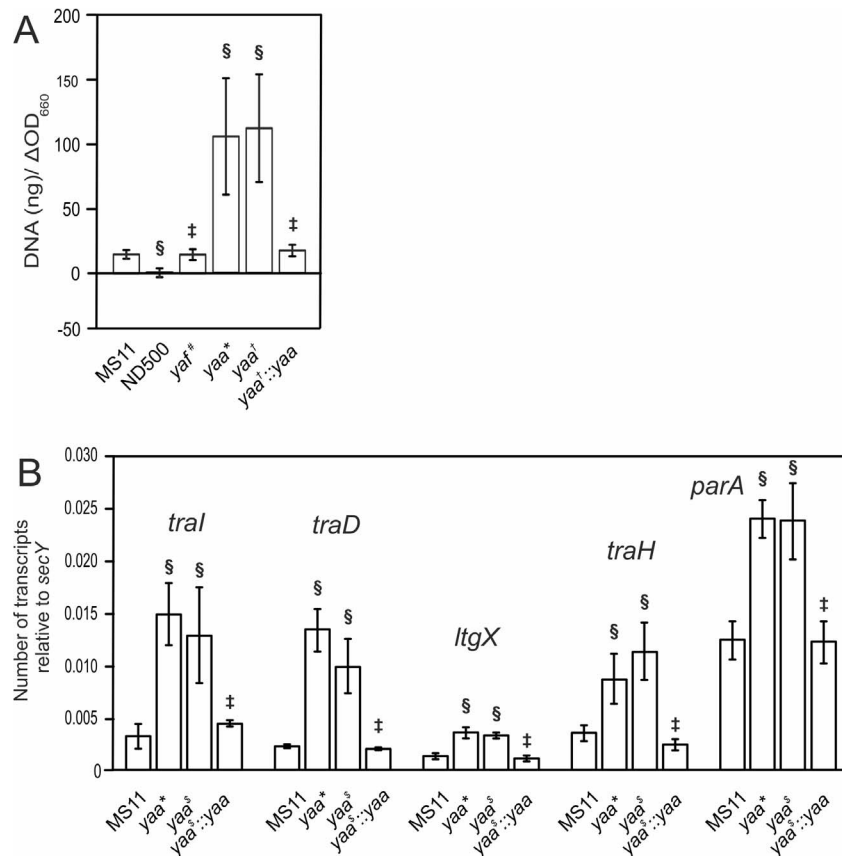 A
200
150
100
50
0
-50
DNA (ng)/ ΔOD660
§
‡
§
§
‡
MS11
ND500
yaf#
yaa*
yaa†
yaa†::yaa
B
0.030
0.025
0.020
0.015
0.010
0.005
0
Number of transcripts
relative to secY
traI
traD
ltgX
traH
parA
§ § ‡
§ § ‡
§ § ‡
§ § ‡
§ § ‡
MS11 yaa* yaa$ yaa$::yaa
MS11 yaa* yaa$ yaa$::yaa
MS11 yaa* yaa$ yaa$::yaa
MS11 yaa* yaa$ yaa$::yaa
MS11 yaa* yaa$ yaa$::yaa